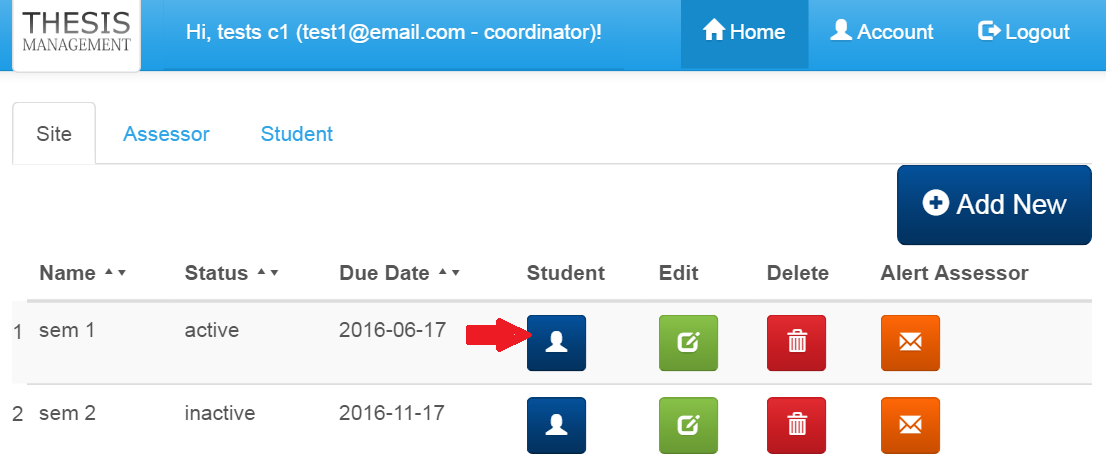 THESIS
MANAGEMENT
Hi, tests c1 (test1@email.com - coordinator)!
Home
Account
Logout
Site
Assessor
Student
Add New
Name Status Due Date Student Edit Delete Alert Assessor
1 sem 1 active 2016-06-17
2 sem 2 inactive 2016-11-17